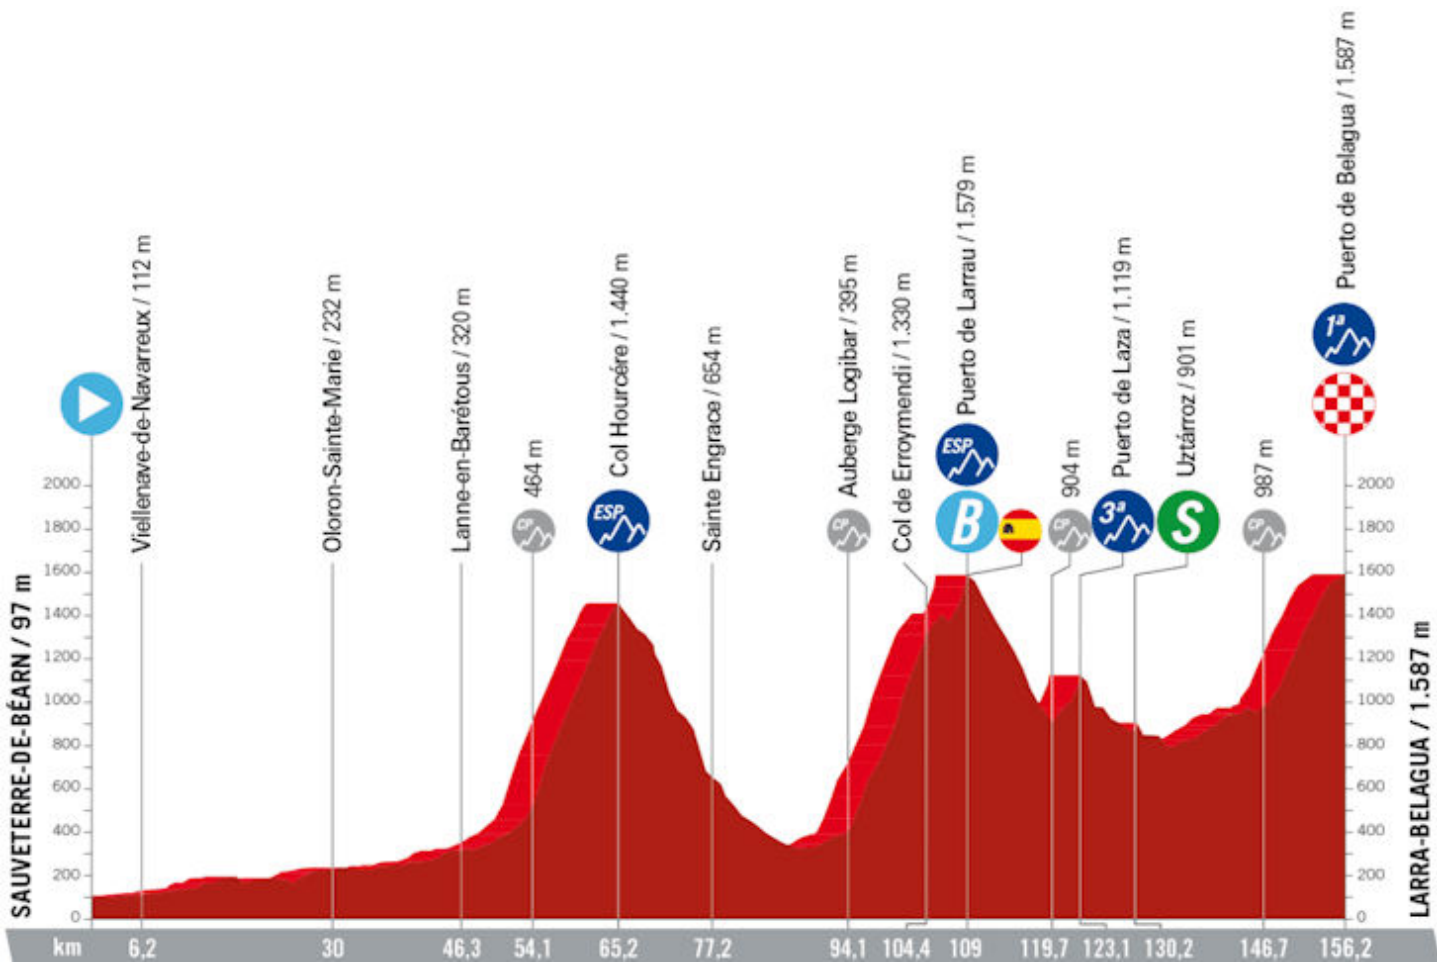 SAUVETERRE-DE-BÉARN / 97 m
Viellenave-de-Navarreux / 112 m
Oloron-Sainte-Marie / 232 m
Lanne-en-Barétous / 320 m
464 m
CP
Col Hourcére / 1.440 m
ESP
Sainte Engrace / 654 m
Auberge Logibar / 395 m
CP
Col de Erroymendi / 1.330 m
Puerto de Larrau / 1.579 m
ESP
B
904 m
CP
Puerto de Laza / 1.119 m
3ª
Uztárroz / 901 m
S
987 m
CP
Puerto de Belagua / 1.587 m
1ª
LARRA-BELAGUA / 1.587 m
2000
1800
1600
1400
1200
1000
800
600
400
200
0
2000
1800
1600
1400
1200
1000
800
600
400
200
0
km 6,2 30 46,3 54,1 65,2 77,2 94,1 104,4 109 119,7 123,1 130,2 146,7 156,2